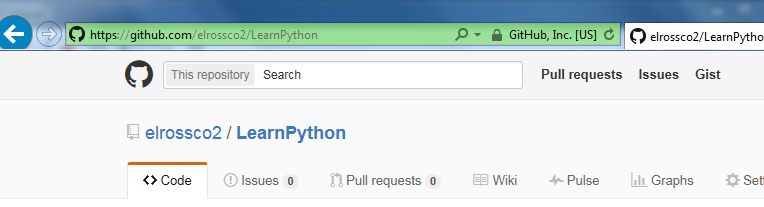 https://github.com/elrossco2/LearnPython GitHub, Inc. [US] elrossco2/LearnPytho
This repository Search Pull requests Issues Gist
elrossco2 / LearnPython
Code Issues 0 Pull requests 0 Wiki Pulse Graphs Sett